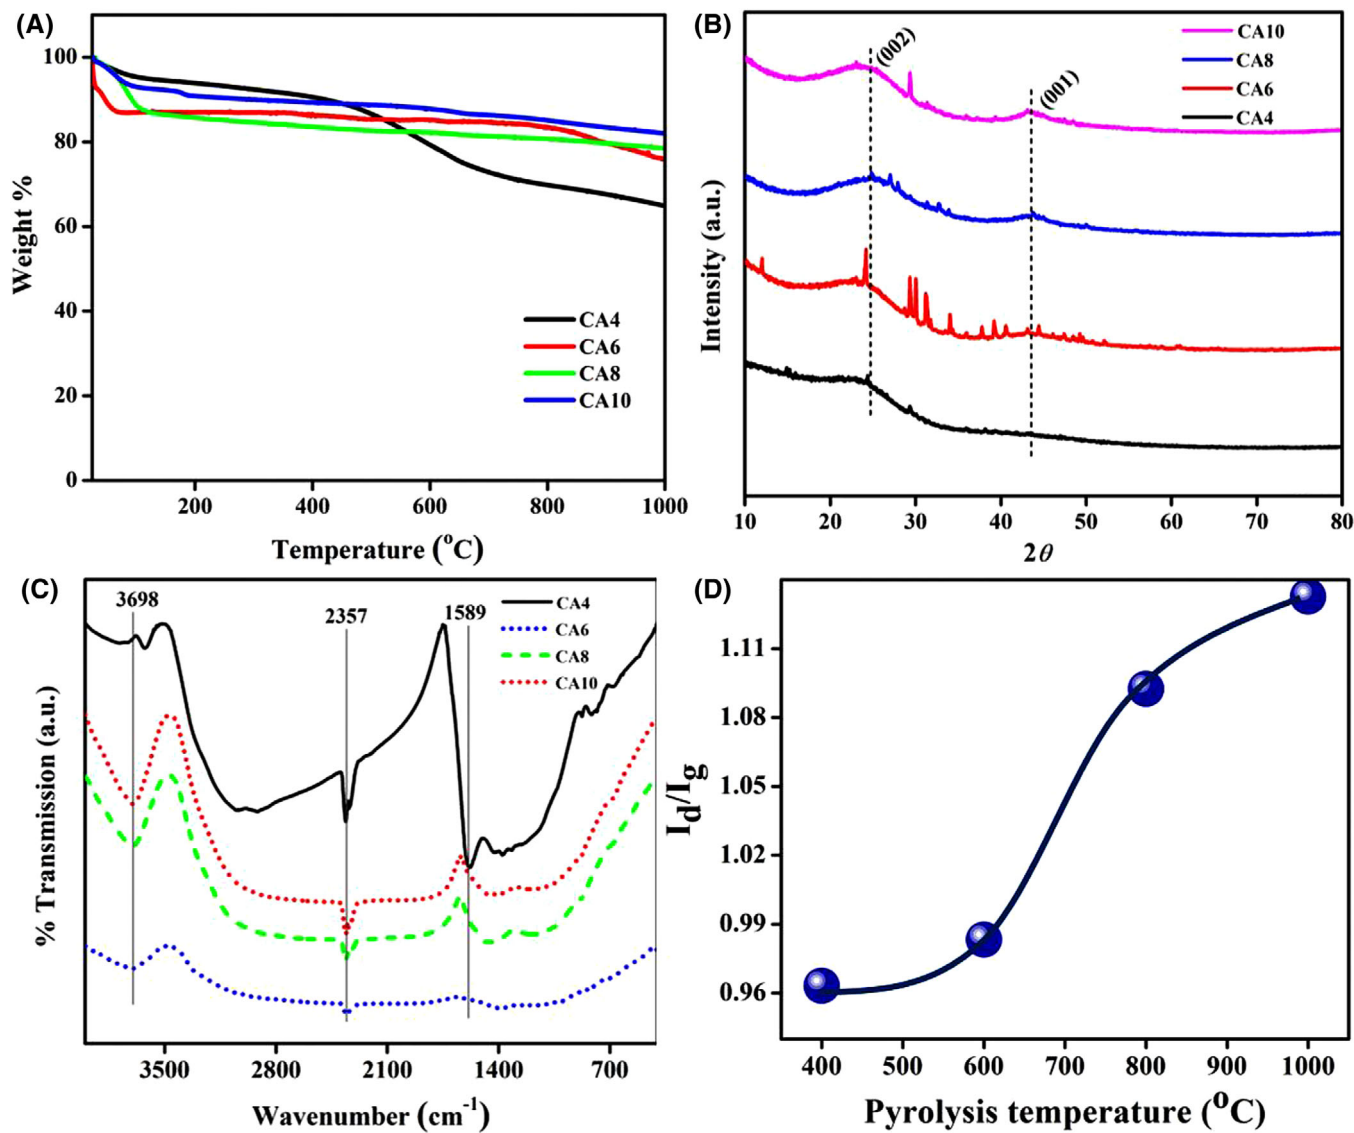 (A)
100
80
60
40
20
0
Weight %
CA4
CA6
CA8
CA10
200 400 600 800 1000
Temperature (°C)
(B)
(002)
(001)
CA10
CA8
CA6
CA4
Intensity (a.u.)
10 20 30 40 50 60 70 80
2θ
(C)
3698
2357
1589
CA4
CA6
CA8
CA10
% Transmission (a.u.)
3500 2800 2100 1400 700
Wavenumber (cm⁻¹)
(D)
1.11
1.08
1.05
1.02
0.99
0.96
I_d/I_g
400 500 600 700 800 900 1000
Pyrolysis temperature (°C)